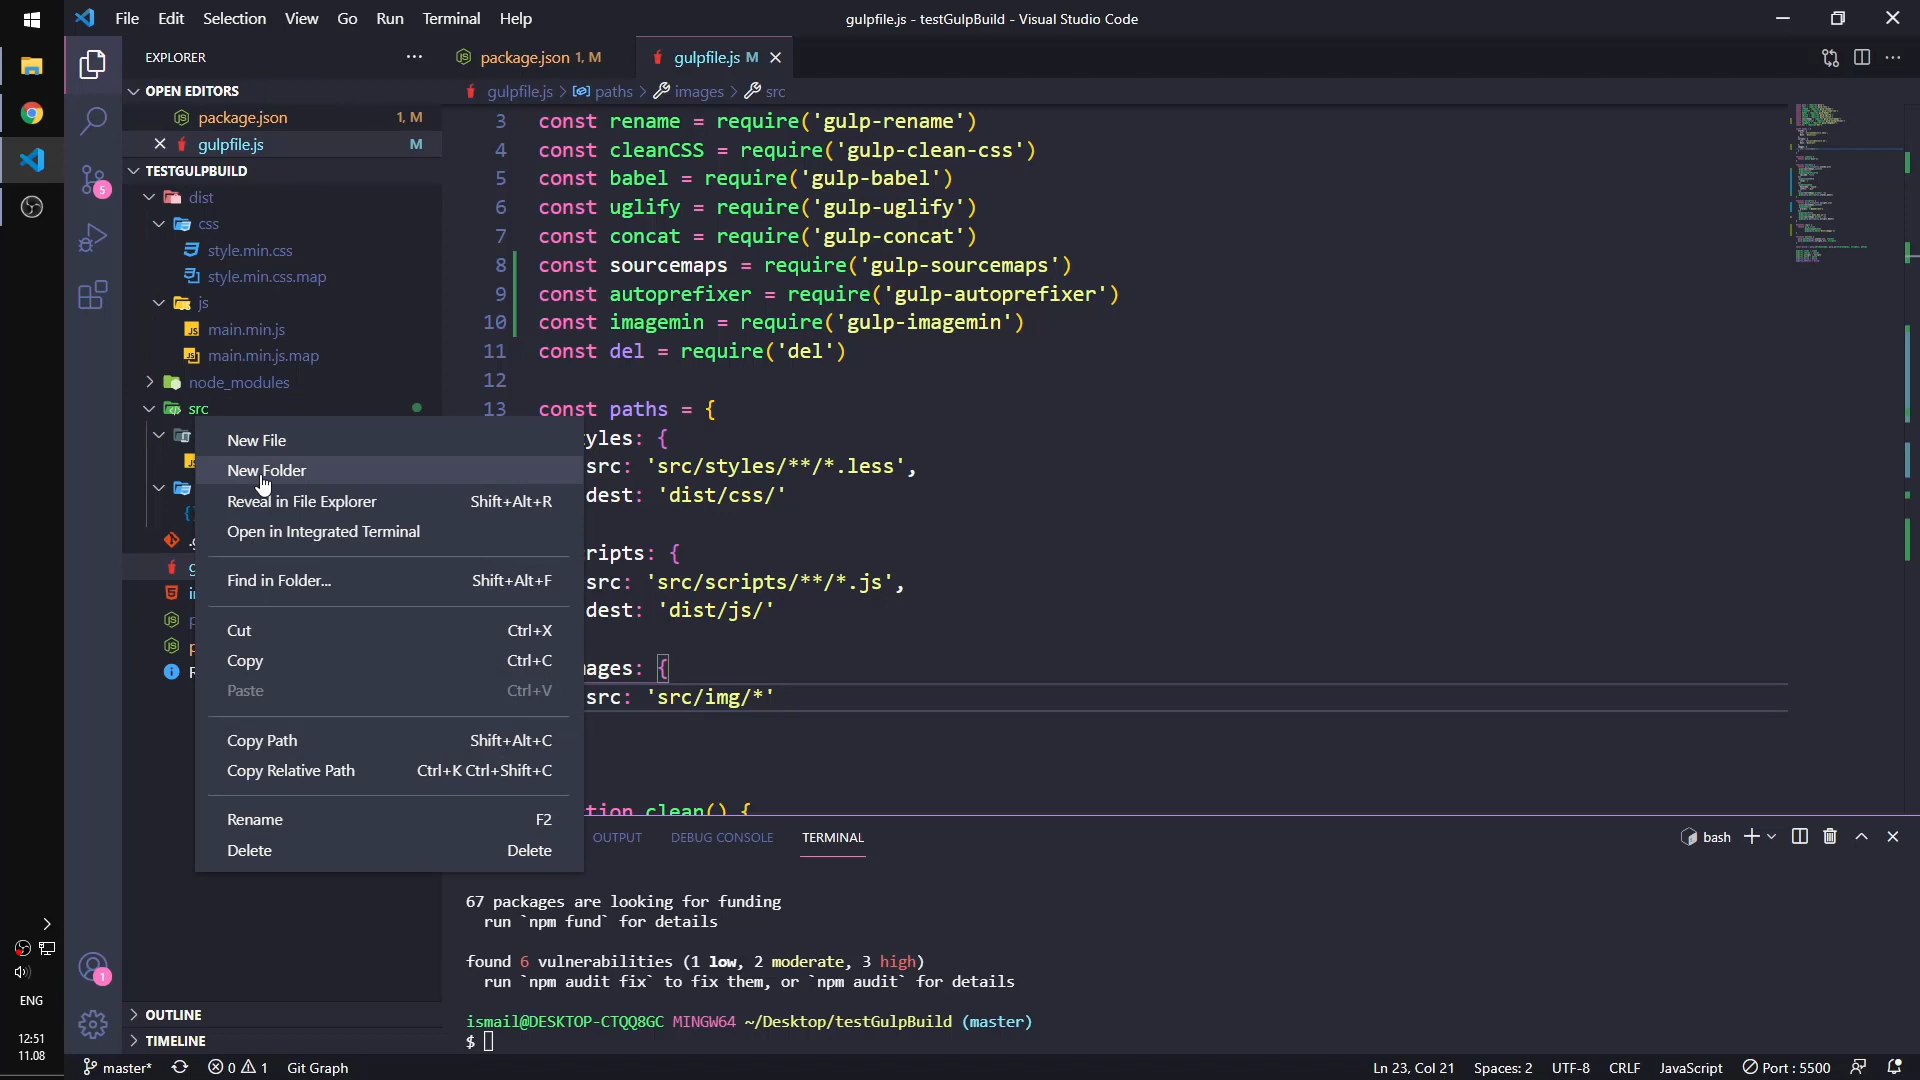 File Edit Selection View Go Run Terminal Help
gulpfile.js - testGulpBuild - Visual Studio Code
EXPLORER
package.json 1, M
gulpfile.js M
OPEN EDITORS
package.json 1, M
gulpfile.js M
gulpfile.js > paths > images > src
TESTGULPBUILD
dist
css
style.min.css
style.min.css.map
js
main.min.js
main.min.js.map
node_modules
src
3 const rename = require('gulp-rename')
4 const cleanCSS = require('gulp-clean-css')
5 const babel = require('gulp-babel')
6 const uglify = require('gulp-uglify')
7 const concat = require('gulp-concat')
8 const sourcemaps = require('gulp-sourcemaps')
9 const autoprefixer = require('gulp-autoprefixer')
10 const imagemin = require('gulp-imagemin')
11 const del = require('del')
12
13 const paths = {
yles: {
src: 'src/styles/**/*.less',
dest: 'dist/css/'
ripts: {
src: 'src/scripts/**/*.js',
dest: 'dist/js/'
ages: {
src: 'src/img/*'
tion clean() {
New File
New Folder
Reveal in File Explorer Shift+Alt+R
Open in Integrated Terminal
Find in Folder... Shift+Alt+F
Cut Ctrl+X
Copy Ctrl+C
Paste Ctrl+V
Copy Path Shift+Alt+C
Copy Relative Path Ctrl+K Ctrl+Shift+C
Rename F2
Delete Delete
OUTPUT DEBUG CONSOLE TERMINAL
bash
67 packages are looking for funding
run `npm fund` for details
found 6 vulnerabilities (1 low, 2 moderate, 3 high)
run `npm audit fix` to fix them, or `npm audit` for details
ismail@DESKTOP-CTQQ8GC MINGW64 ~/Desktop/testGulpBuild (master)
$
OUTLINE
TIMELINE
5
1
ENG
12:51
11.08
master* 0 1 Git Graph
Ln 23, Col 21 Spaces: 2 UTF-8 CRLF JavaScript Port : 5500